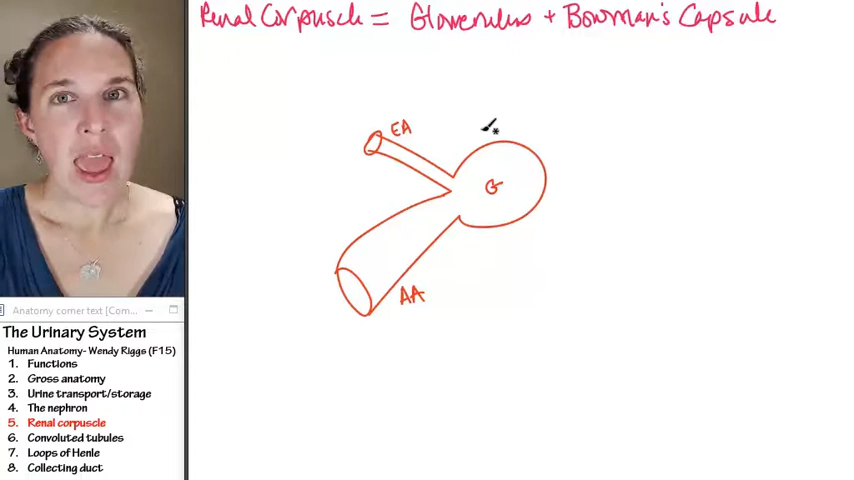 Renal Corpuscle = Glomerulus + Bowman's Capsule
EA
G
AA
Anatomy corner text [Com...
The Urinary System
Human Anatomy- Wendy Riggs (F15)
1. Functions
2. Gross anatomy
3. Urine transport/storage
4. The nephron
5. Renal corpuscle
6. Convoluted tubules
7. Loops of Henle
8. Collecting duct